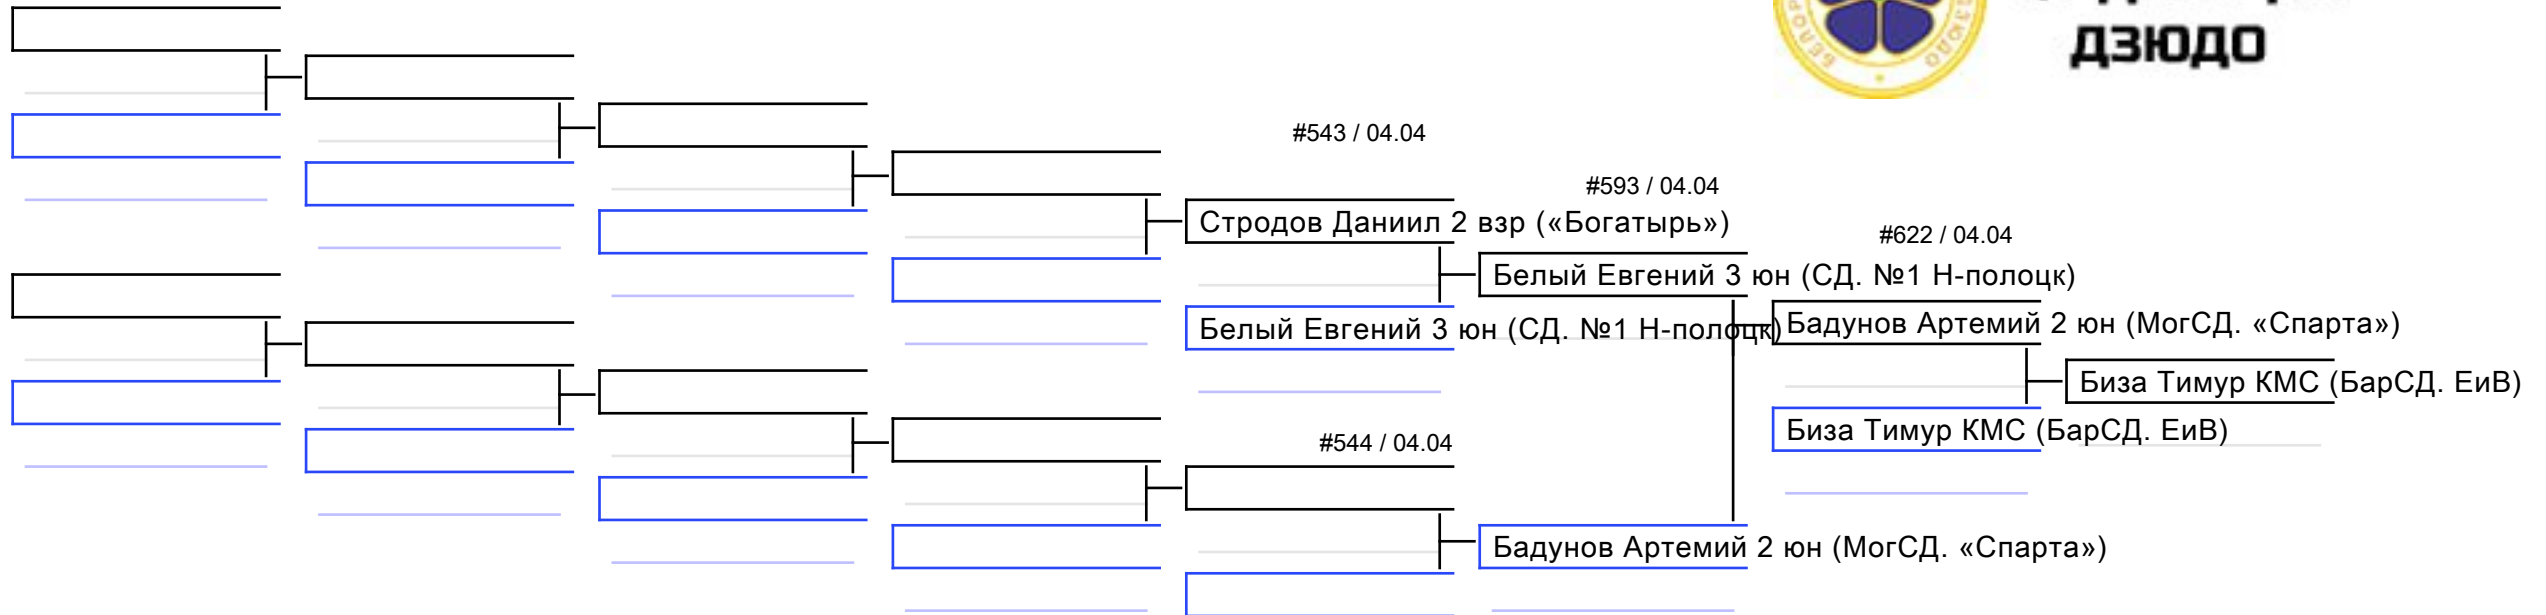 ДЗЮДО
#543 / 04.04
#593 / 04.04
Стродов Даниил 2 взр («Богатырь»)
#622 / 04.04
Белый Евгений 3 юн (СД. №1 Н-полоцк)
Белый Евгений 3 юн (СД. №1 Н-полоцк)
Бадунов Артемий 2 юн (МогСД. «Спарта»)
Биза Тимур КМС (БарСД. ЕиВ)
Биза Тимур КМС (БарСД. ЕиВ)
#544 / 04.04
Бадунов Артемий 2 юн (МогСД. «Спарта»)